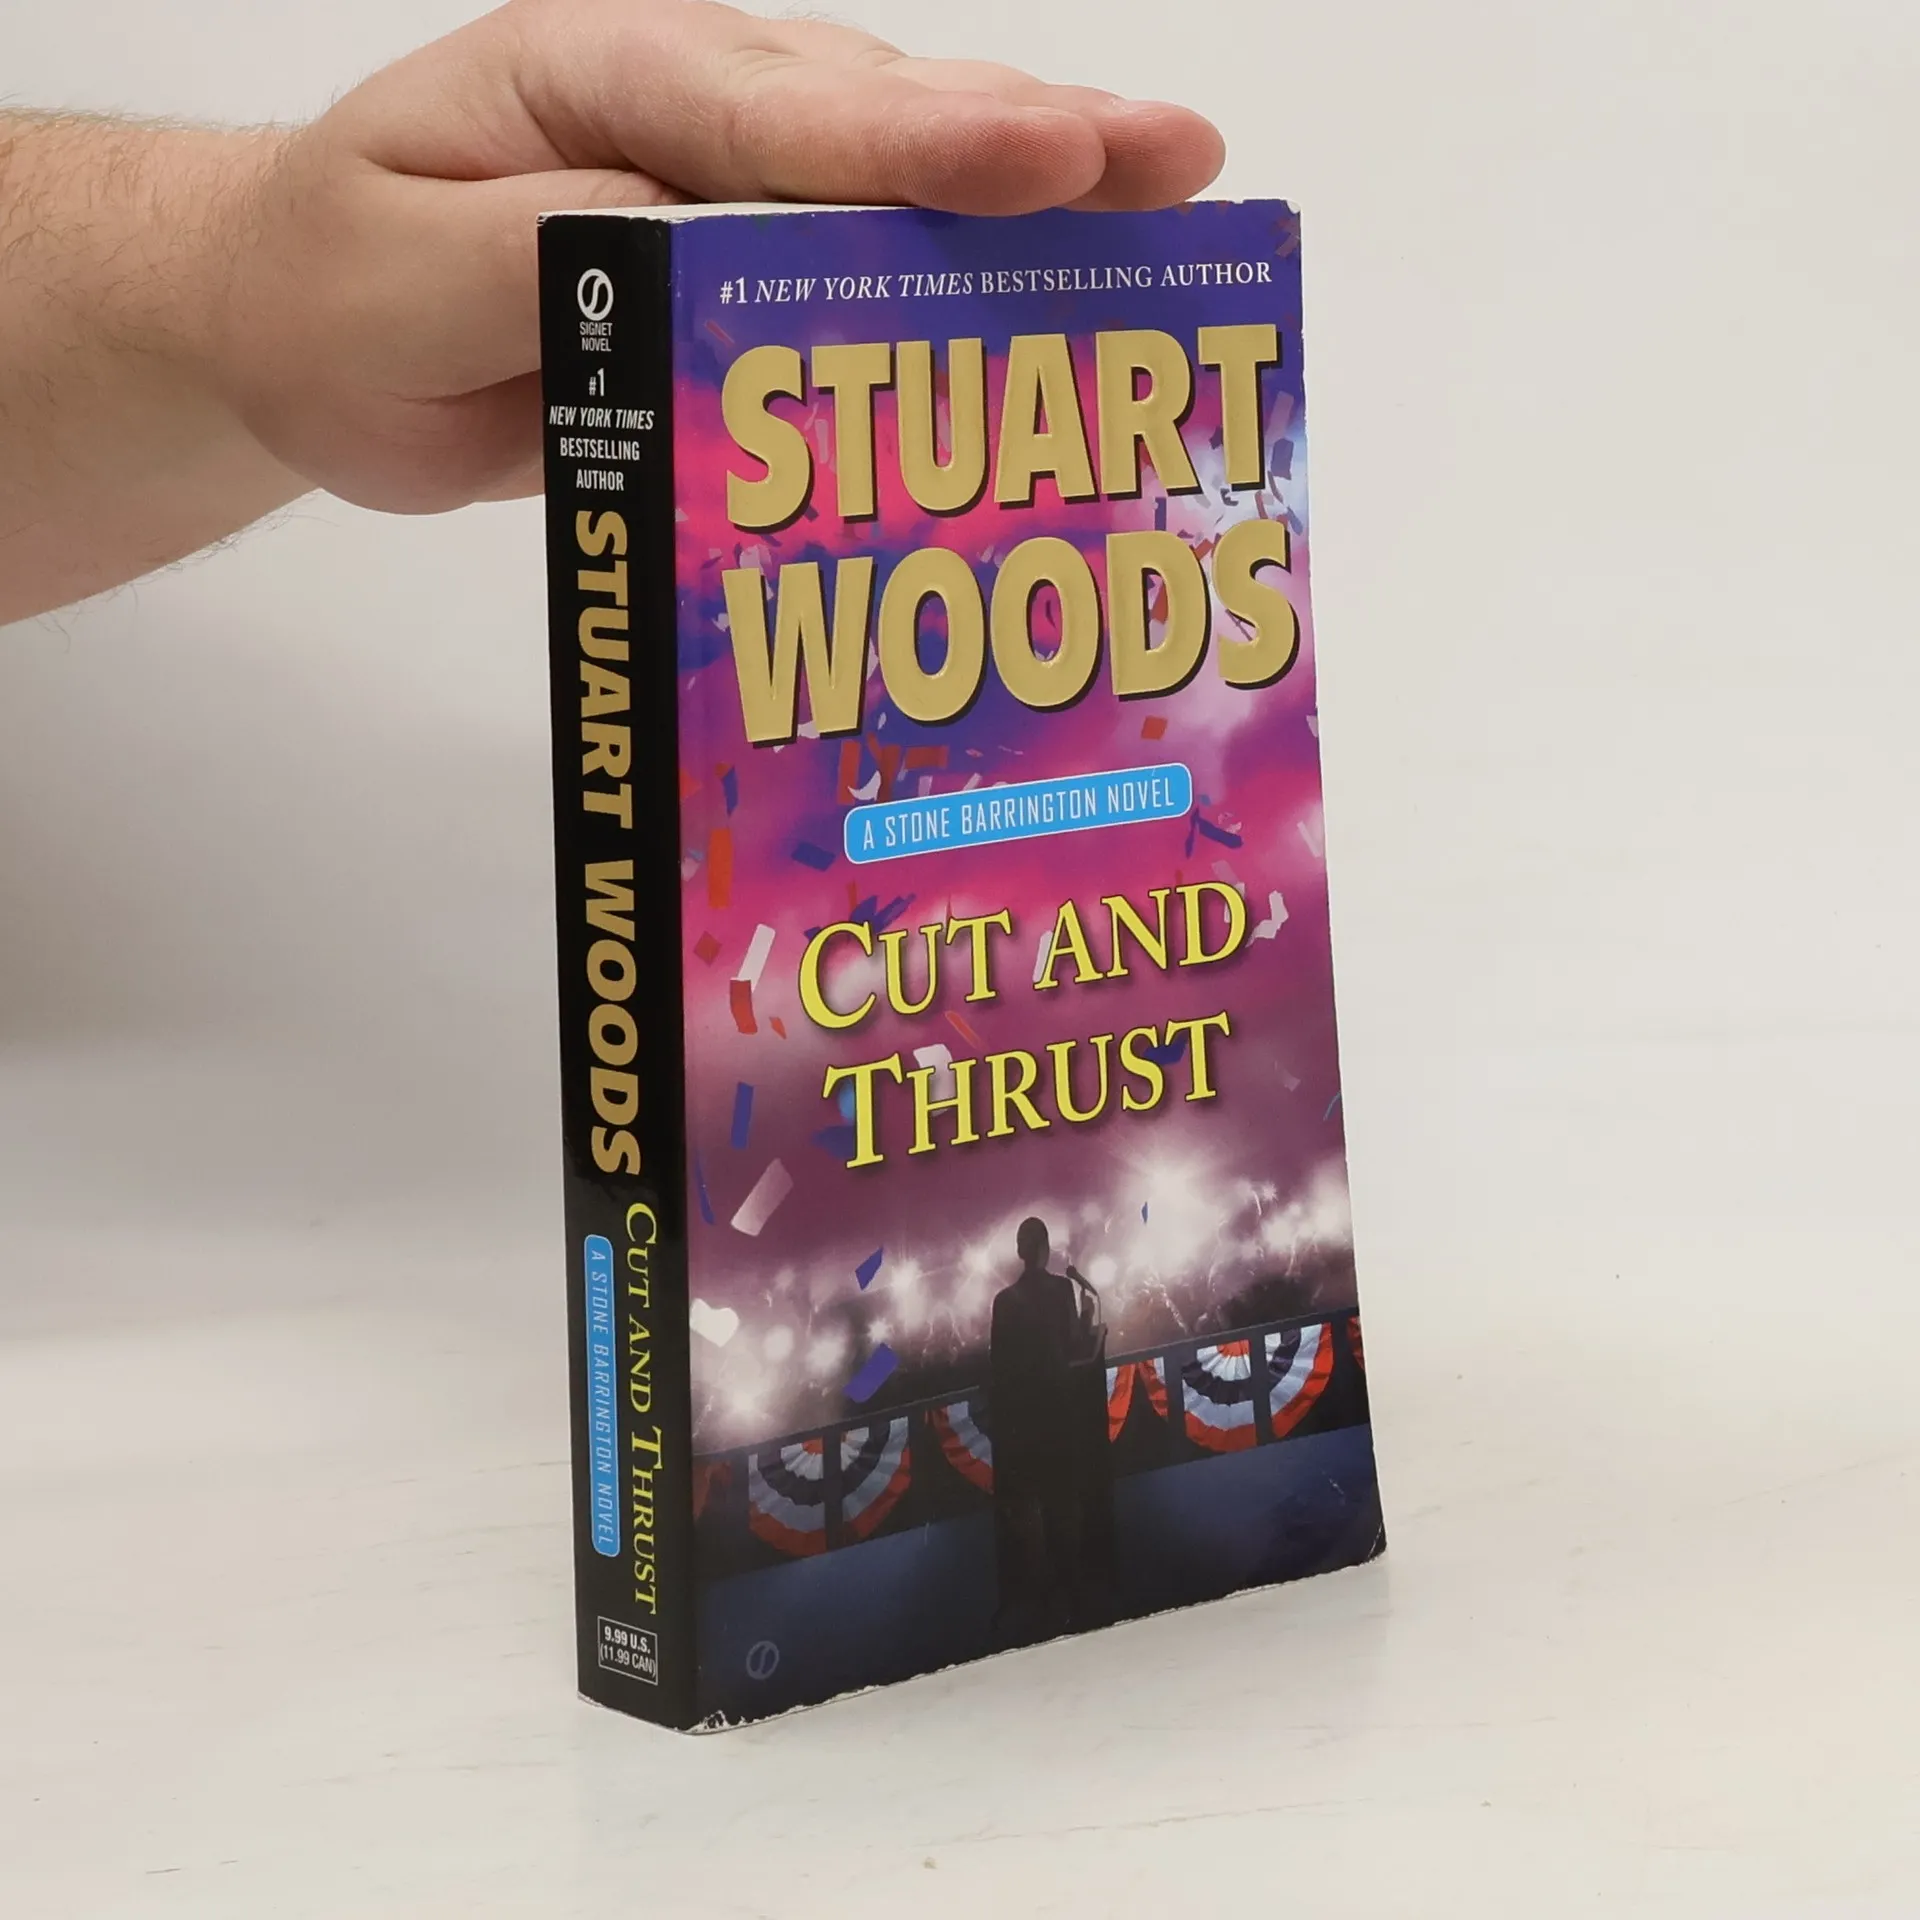 SIGNET
NOVEL
#1
NEW YORK TIMES
BESTSELLING
AUTHOR
STUART WOODS
CUT AND THRUST
A STONE BARRINGTON NOVEL
9.99 U.S.
(11.99 CAN)
#1 NEW YORK TIMES BESTSELLING AUTHOR
STUART
WOODS
A STONE BARRINGTON NOVEL
CUT AND
THRUST